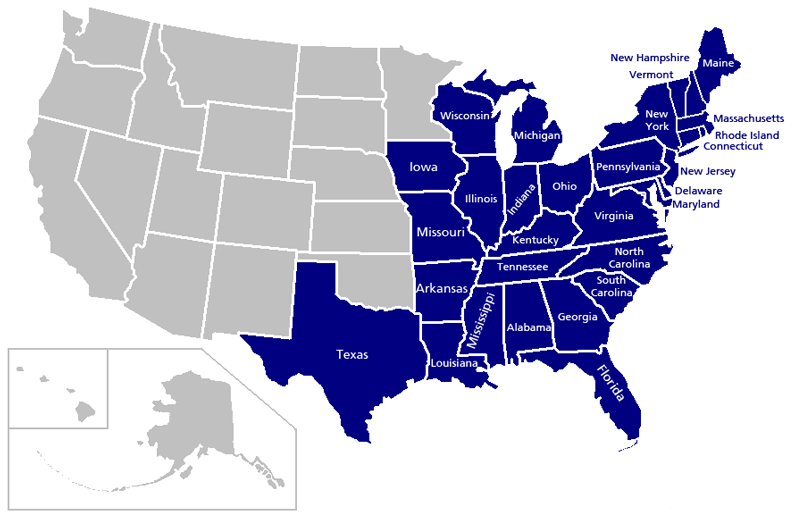 New Hampshire
Vermont
Maine
Wisconsin
Michigan
New
York
Massachusetts
Rhode Island
Connecticut
Iowa
Illinois
Indiana
Ohio
Pennsylvania
New Jersey
Delaware
Maryland
Missouri
Kentucky
Virginia
Arkansas
Tennessee
North
Carolina
South
Carolina
Mississippi
Alabama
Georgia
Texas
Louisiana
Florida